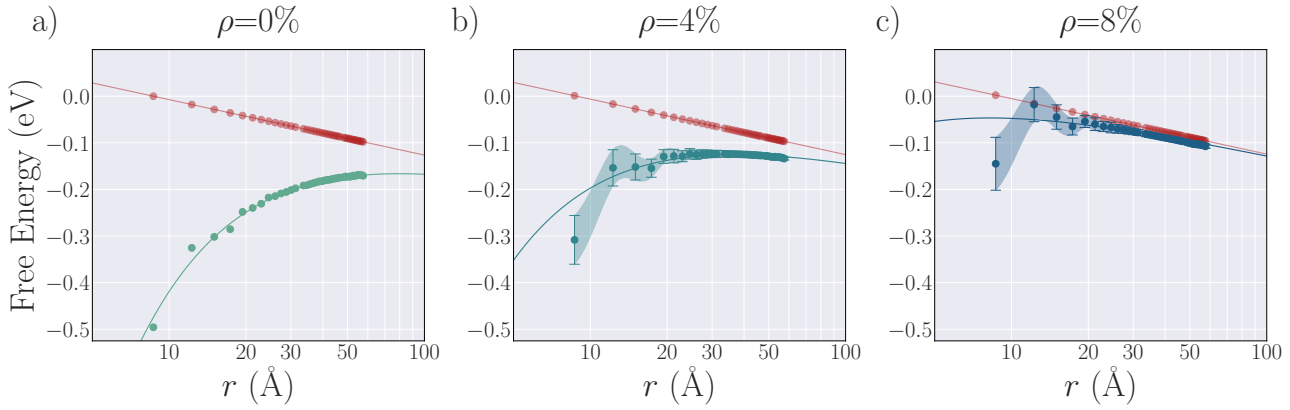 a) ρ=0% b) ρ=4% c) ρ=8%
Free Energy (eV)
0.0 0.0 0.0
−0.1 −0.1 −0.1
−0.2 −0.2 −0.2
−0.3 −0.3 −0.3
−0.4 −0.4 −0.4
−0.5 −0.5 −0.5
10 20 30 50 100 10 20 30 50 100 10 20 30 50 100
r (Å) r (Å) r (Å)